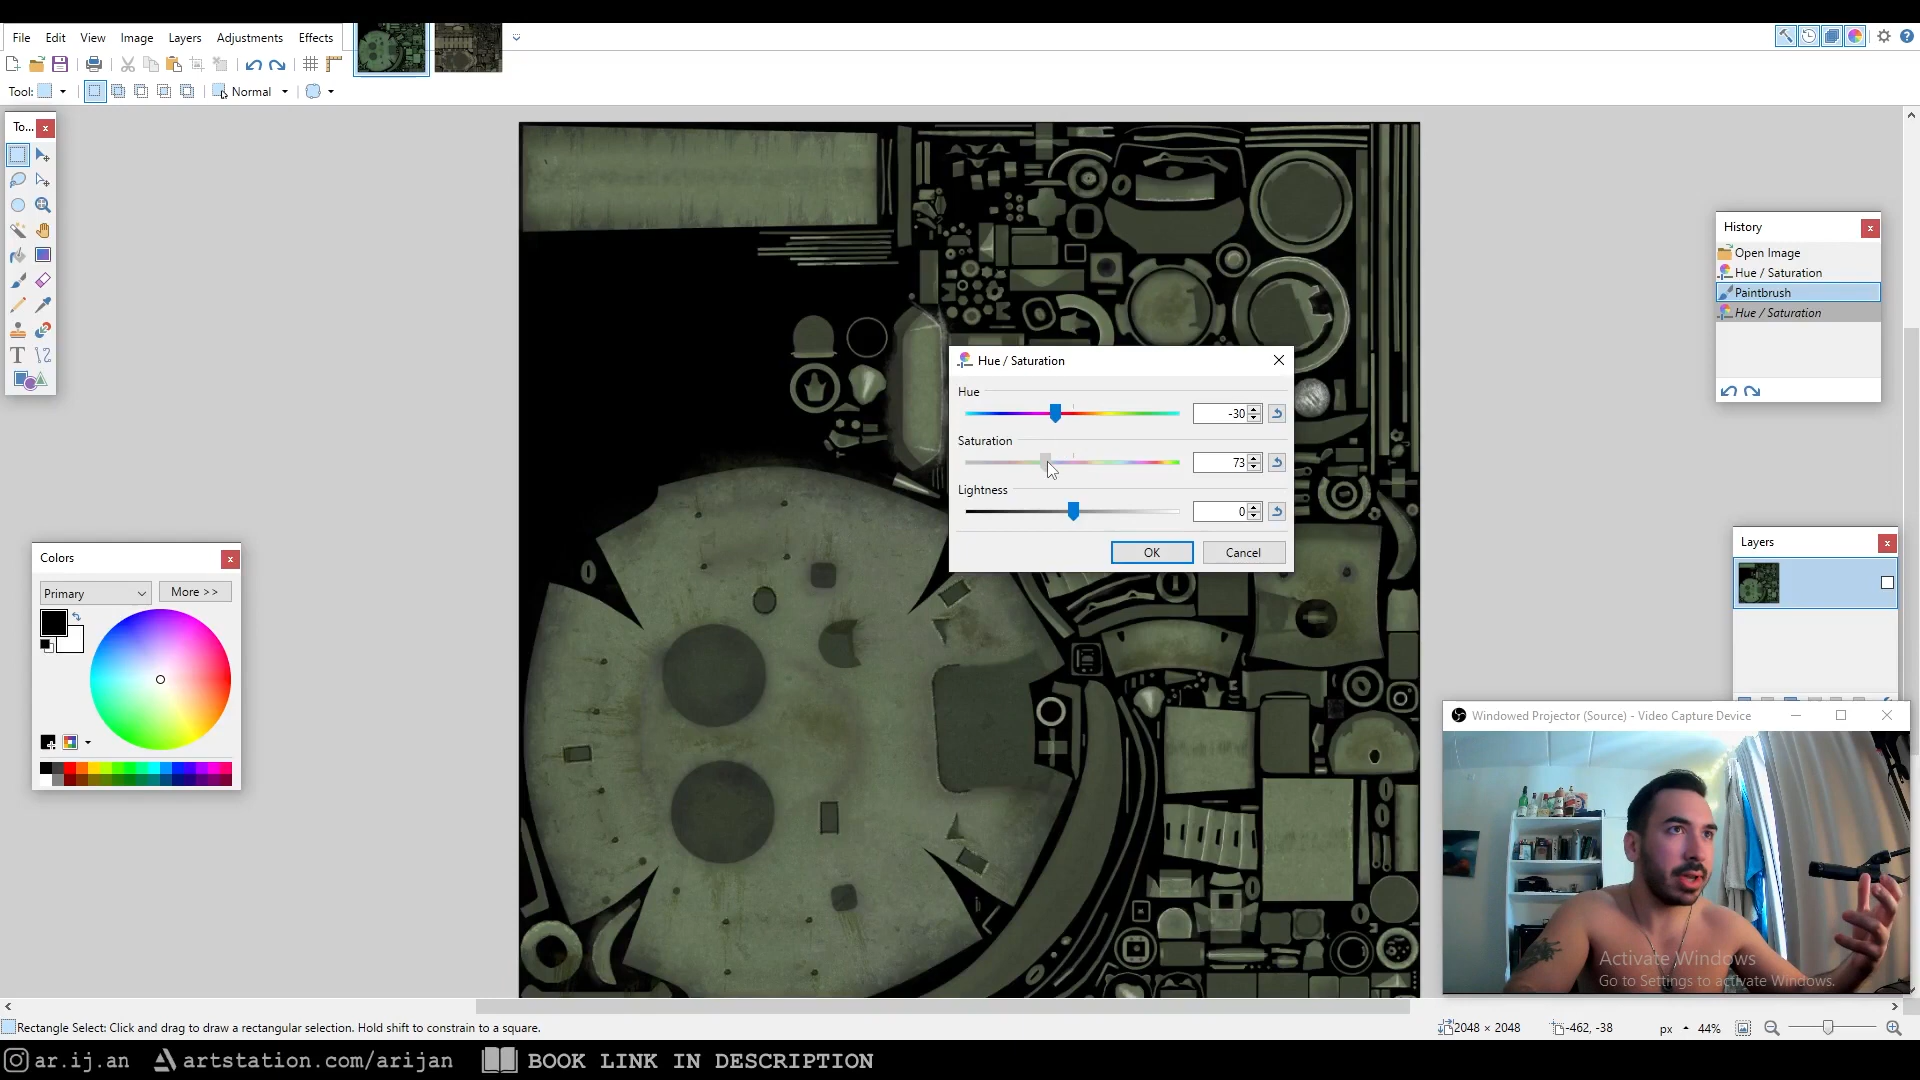 File Edit View Image Layers Adjustments Effects
Tool: Normal
To...
History
Open Image
Hue / Saturation
Paintbrush
Hue / Saturation
Hue / Saturation
Hue
-30
Saturation
73
Lightness
0
OK Cancel
Colors
Primary More >>
Layers
Windowed Projector (Source) - Video Capture Device
Activate Windows
Go to Settings to activate Windows.
Rectangle Select: Click and drag to draw a rectangular selection. Hold shift to constrain to a square.
2048 × 2048 -462, -38 px 44%
ar.ij.an artstation.com/arijan BOOK LINK IN DESCRIPTION